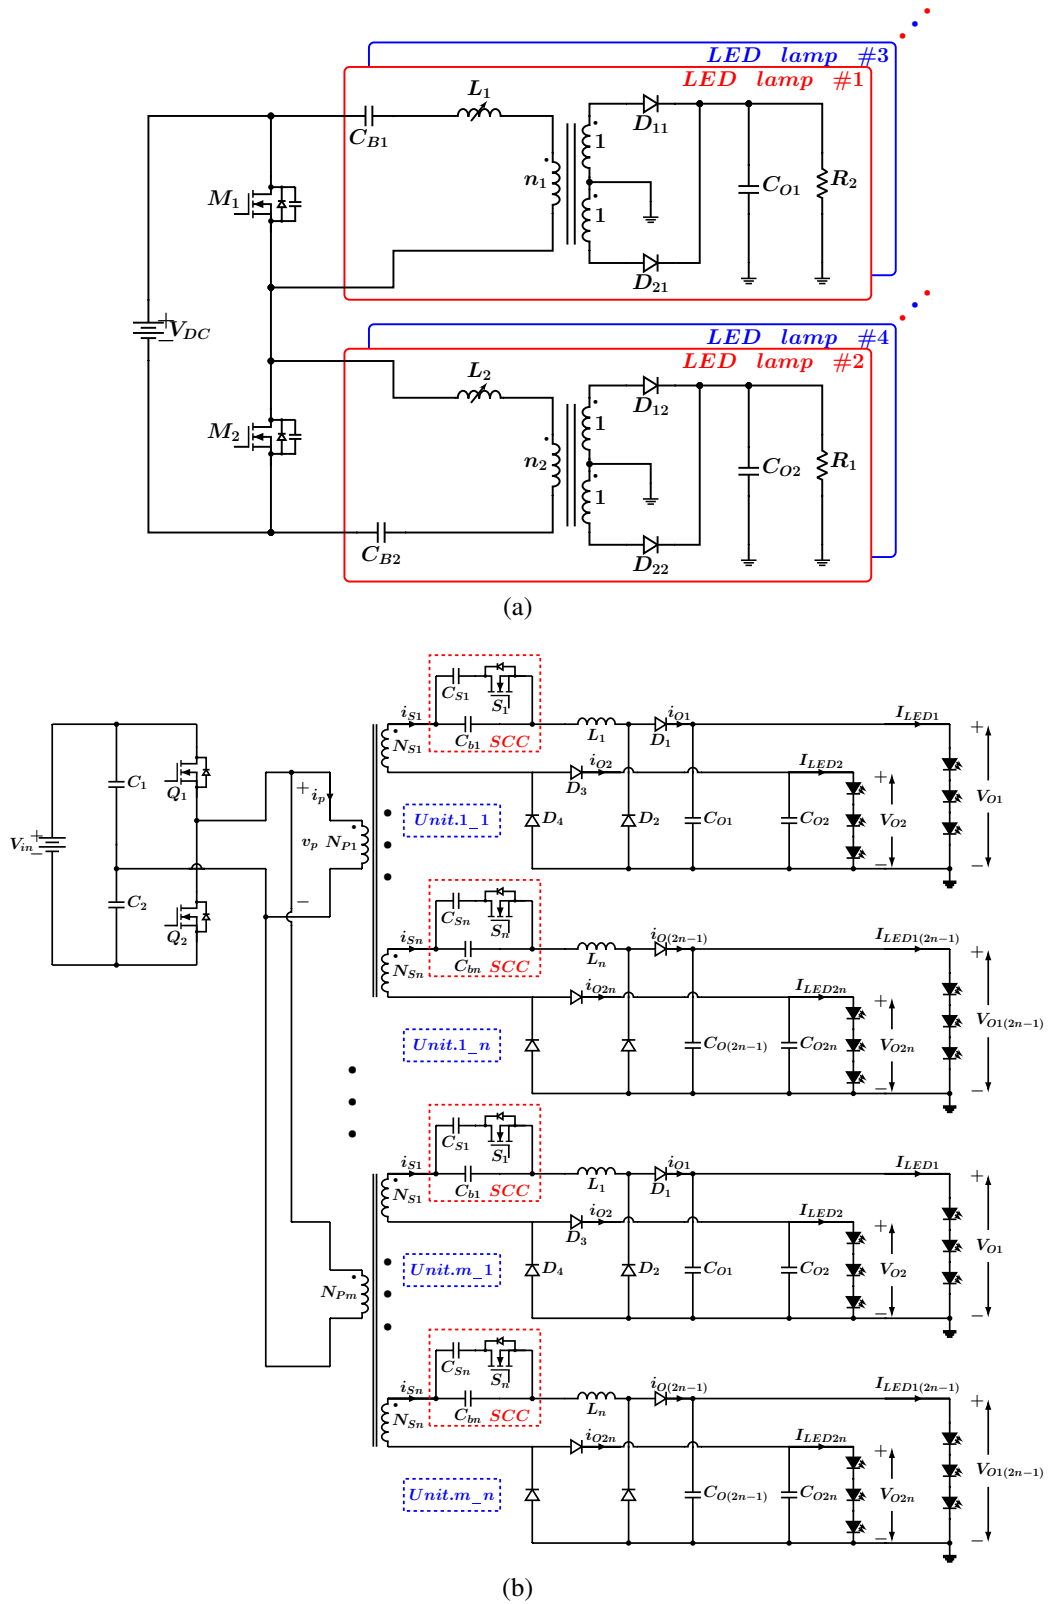 LED lamp #3
LED lamp #1
L1
CB1
D11
1
M1
n1
CO1
R2
1
D21
+
VDC
−
LED lamp #4
LED lamp #2
L2
D12
1
M2
n2
CO2
R1
1
CB2
D22
(a)
CS1
S1
iS1
iO1
ILED1
+
NS1
Cb1 SCC
L1
D1
iO2
ILED2
C1
Q1
+
ip
D3
+
VO1
Unit.1_1
D4
D2
CO1
CO2
VO2
Vin
+
−
vp
NP1
−
−
C2
Q2
−
CSn
Sn
iSn
iO(2n−1)
ILED1(2n−1)
+
NSn
Cbn SCC
Ln
iO2n
ILED2n
+
VO1(2n−1)
Unit.1_n
CO(2n−1)
CO2n
VO2n
−
−
CS1
S1
iS1
iO1
ILED1
+
NS1
Cb1 SCC
L1
D1
iO2
ILED2
D3
+
VO1
NPm
Unit.m_1
D4
D2
CO1
CO2
VO2
−
−
CSn
Sn
iSn
iO(2n−1)
ILED1(2n−1)
+
NSn
Cbn SCC
Ln
iO2n
ILED2n
+
VO1(2n−1)
Unit.m_n
CO(2n−1)
CO2n
VO2n
−
−
(b)